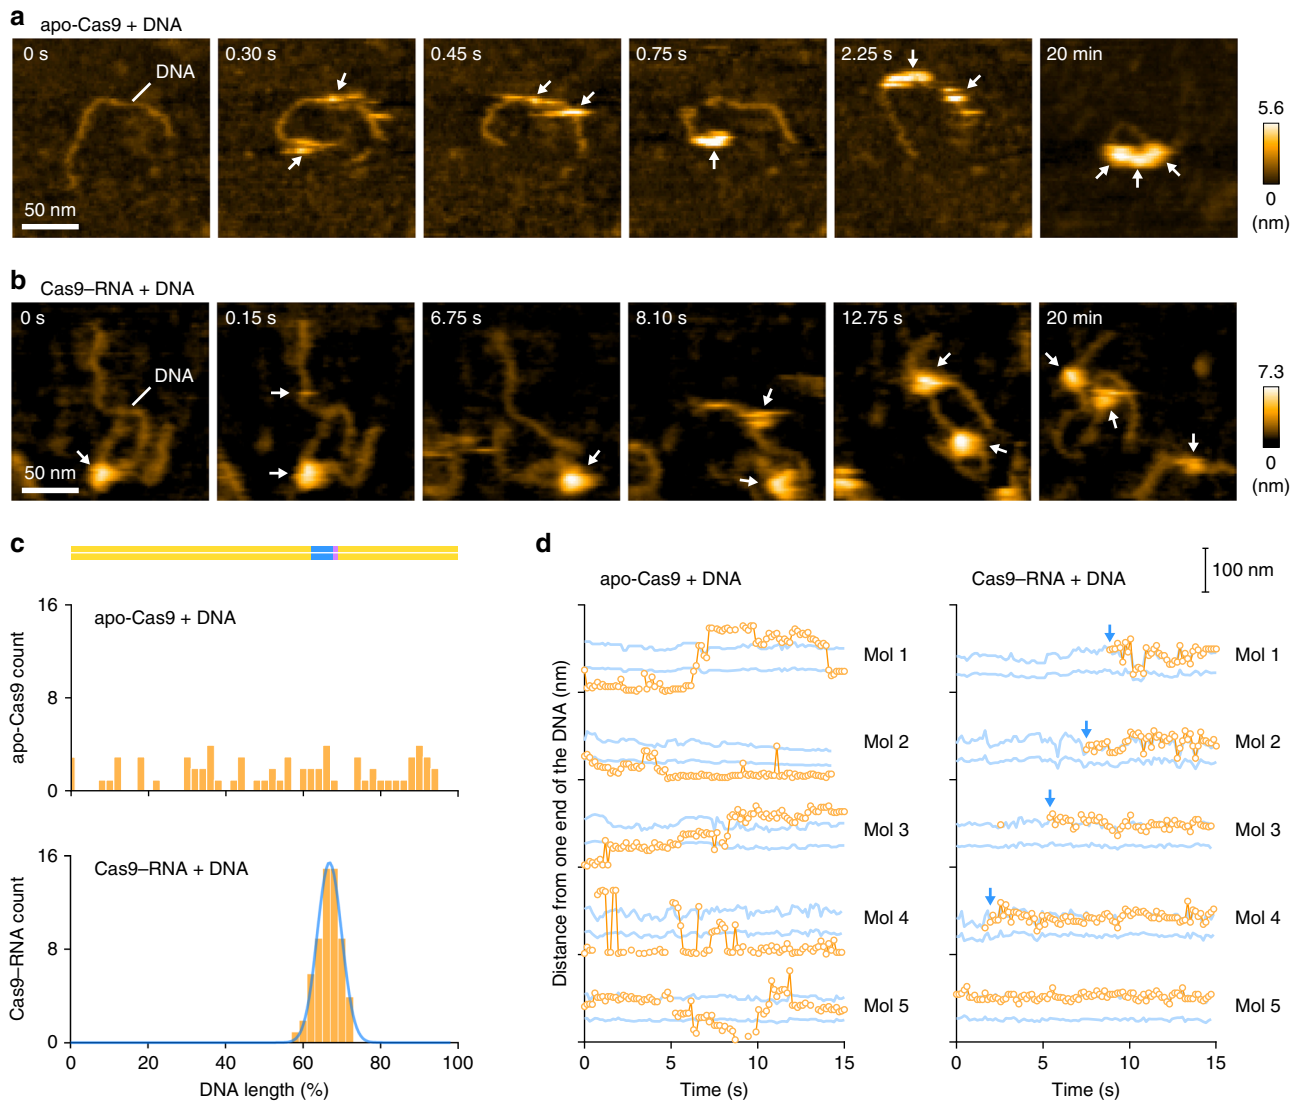 a
apo-Cas9 + DNA
0 s
0.30 s
0.45 s
0.75 s
2.25 s
20 min
DNA
50 nm
5.6
0
(nm)
b
Cas9–RNA + DNA
0 s
0.15 s
6.75 s
8.10 s
12.75 s
20 min
DNA
50 nm
7.3
0
(nm)
c
16
apo-Cas9 + DNA
8
0
apo-Cas9 count
16
Cas9–RNA + DNA
8
0
Cas9–RNA count
0 20 40 60 80 100
DNA length (%)
d
100 nm
apo-Cas9 + DNA
Cas9–RNA + DNA
Distance from one end of the DNA (nm)
Mol 1
Mol 2
Mol 3
Mol 4
Mol 5
0 5 10 15
Time (s)
Mol 1
Mol 2
Mol 3
Mol 4
Mol 5
0 5 10 15
Time (s)